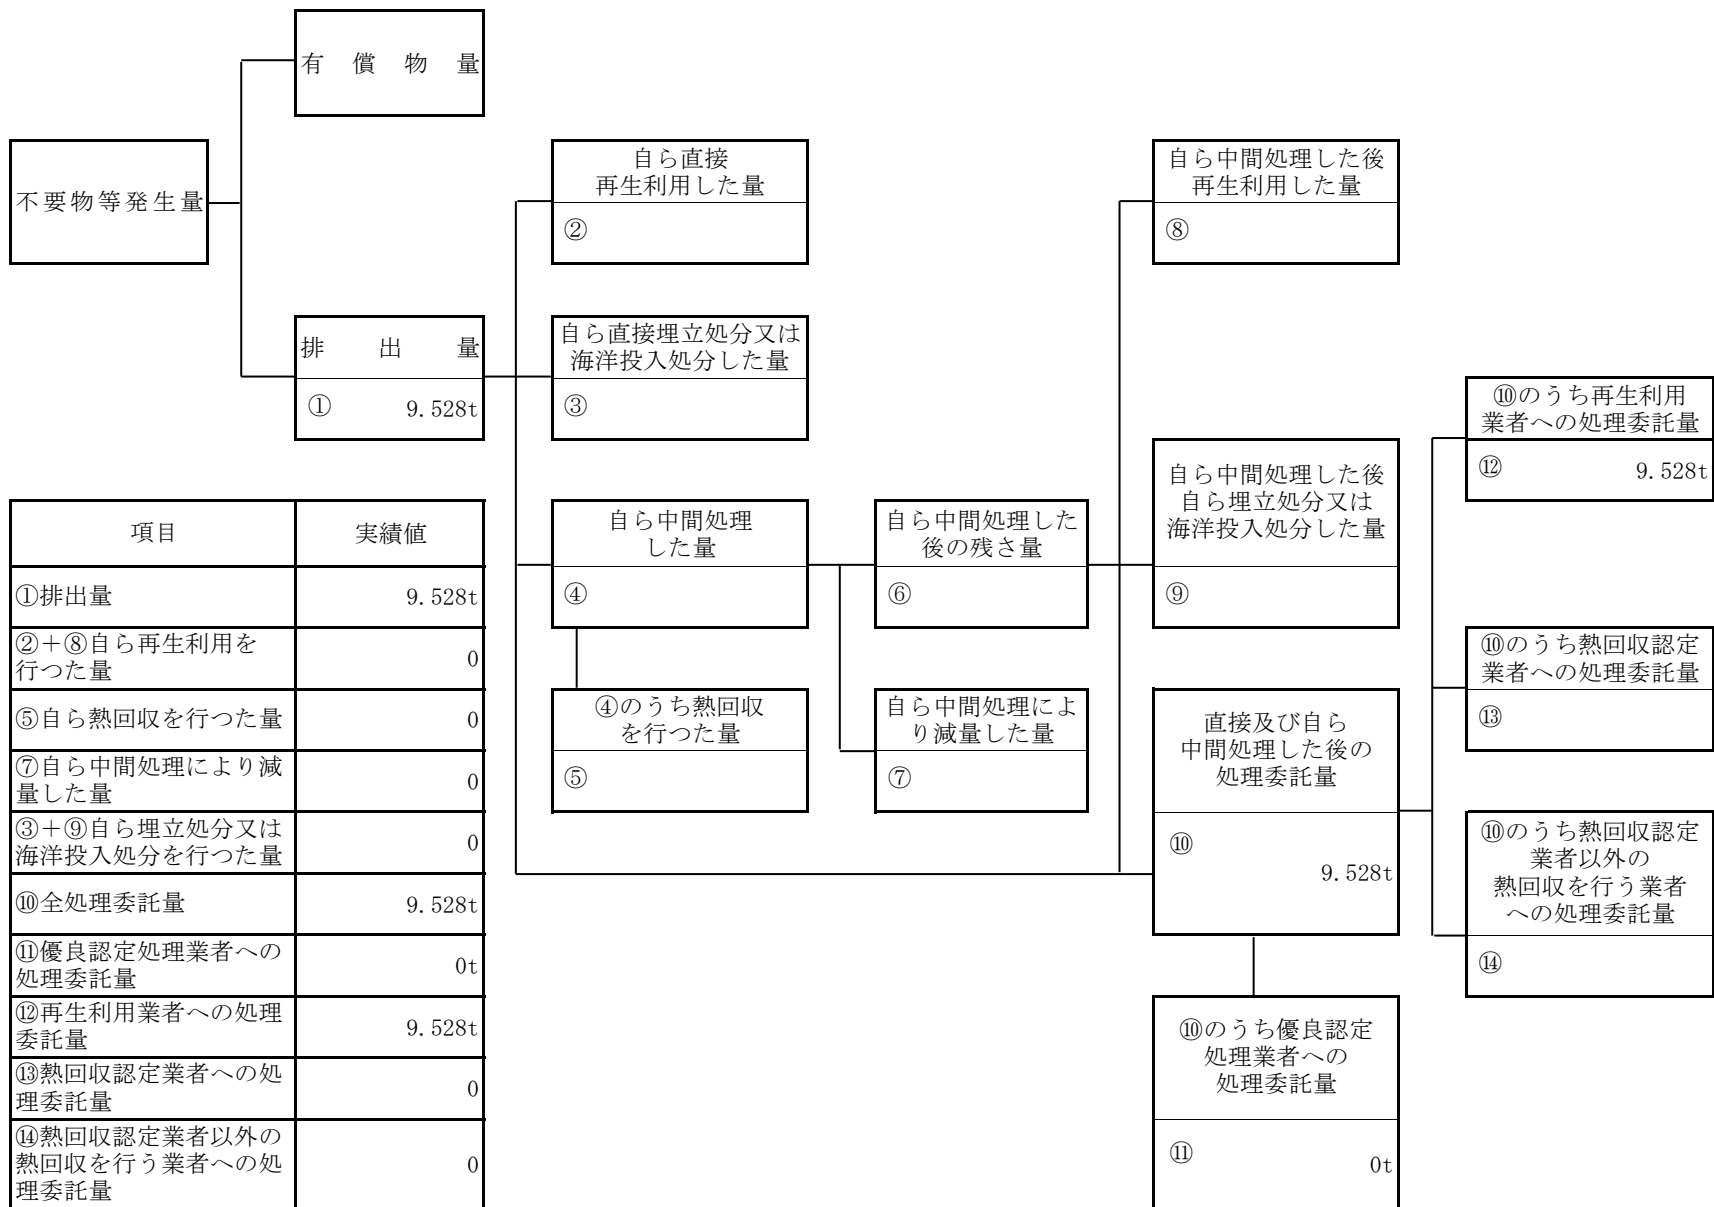 有償物量
不要物等発生量
排出量
① 9.528t
自ら直接
再生利用した量
②
自ら直接埋立処分又は
海洋投入処分した量
③
自ら中間処理
した量
④
④のうち熱回収
を行つた量
⑤
自ら中間処理した
後の残さ量
⑥
自ら中間処理によ
り減量した量
⑦
自ら中間処理した後
再生利用した量
⑧
自ら中間処理した後
自ら埋立処分又は
海洋投入処分した量
⑨
直接及び自ら
中間処理した後の
処理委託量
⑩
9.528t
⑩のうち優良認定
処理業者への
処理委託量
⑪ 0t
⑩のうち再生利用
業者への処理委託量
⑫ 9.528t
⑩のうち熱回収認定
業者への処理委託量
⑬
⑩のうち熱回収認定
業者以外の
熱回収を行う業者
への処理委託量
⑭
項目 実績値
①排出量 9.528t
②+⑧自ら再生利用を
行つた量 0
⑤自ら熱回収を行つた量 0
⑦自ら中間処理により減
量した量 0
③+⑨自ら埋立処分又は
海洋投入処分を行つた量 0
⑩全処理委託量 9.528t
⑪優良認定処理業者への
処理委託量 0t
⑫再生利用業者への処理
委託量 9.528t
⑬熱回収認定業者への処
理委託量 0
⑭熱回収認定業者以外の
熱回収を行う業者への処
理委託量 0